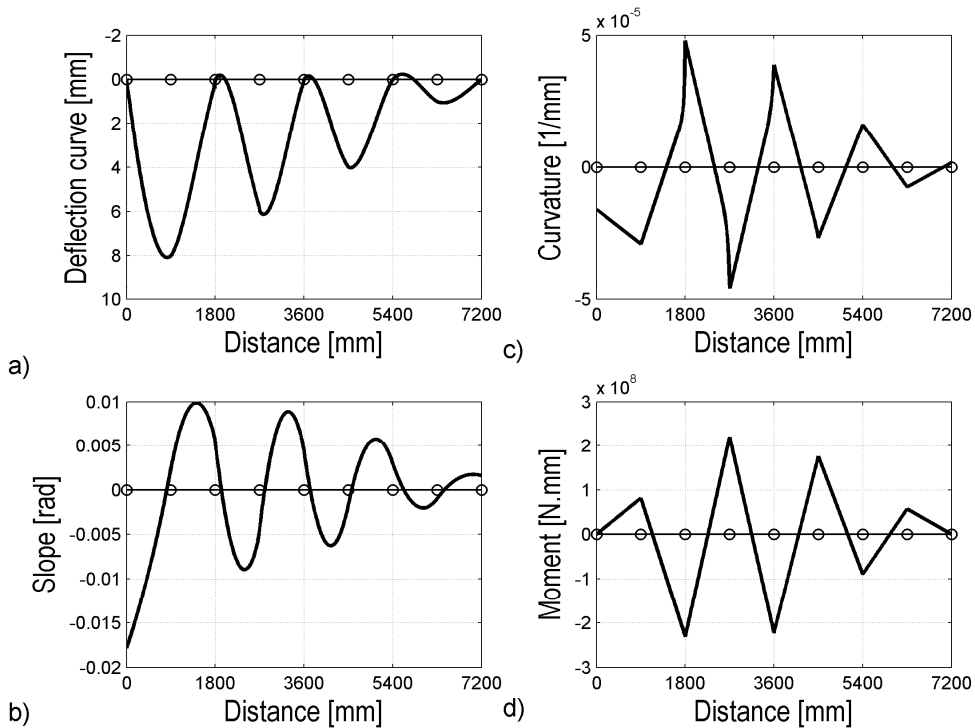 -2
0
2
4
6
8
10
0 1800 3600 5400 7200
Deflection curve [mm]
Distance [mm]
a)
x 10⁻⁵
5
0
-5
0 1800 3600 5400 7200
Curvature [1/mm]
Distance [mm]
c)
0.01
0.005
0
-0.005
-0.01
-0.015
-0.02
0 1800 3600 5400 7200
Slope [rad]
Distance [mm]
b)
x 10⁸
3
2
1
0
-1
-2
-3
0 1800 3600 5400 7200
Moment [N.mm]
Distance [mm]
d)